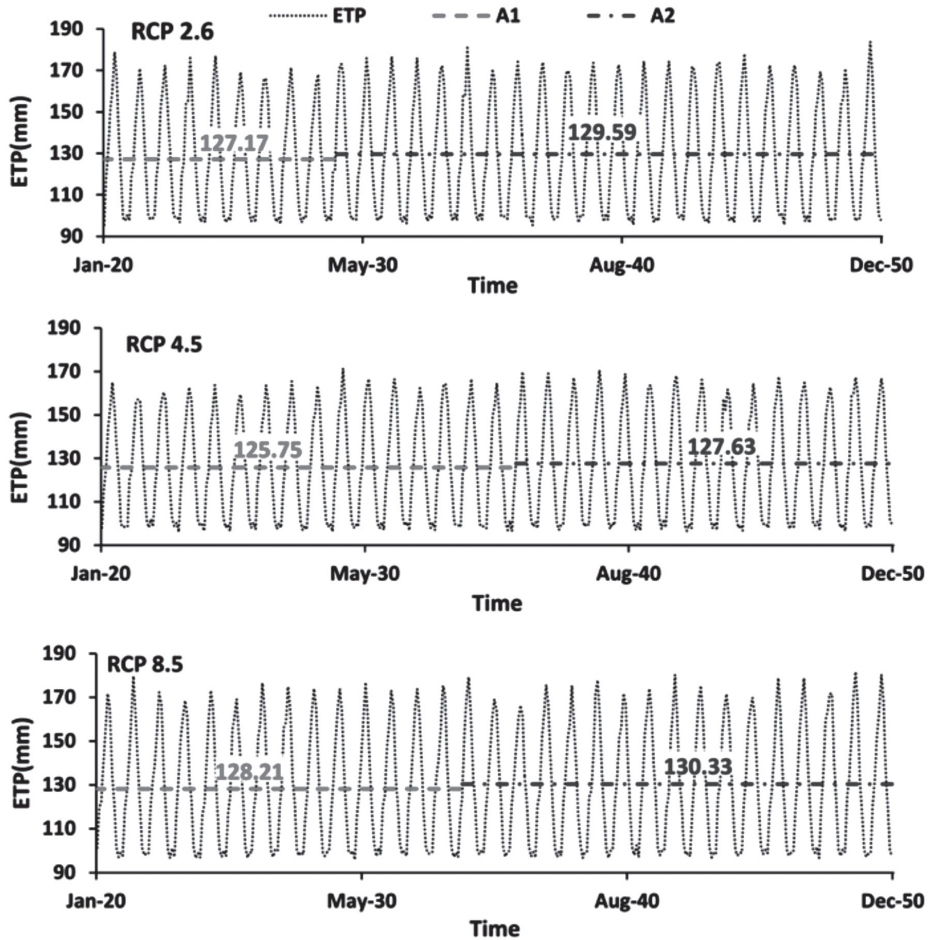 ETP A1 A2
RCP 2.6
190
170
150
130
110
90
ETP(mm)
127.17
129.59
Jan-20 May-30 Aug-40 Dec-50
Time
RCP 4.5
190
170
150
130
110
90
ETP(mm)
125.75
127.63
Jan-20 May-30 Aug-40 Dec-50
Time
RCP 8.5
190
170
150
130
110
90
ETP(mm)
128.21
130.33
Jan-20 May-30 Aug-40 Dec-50
Time